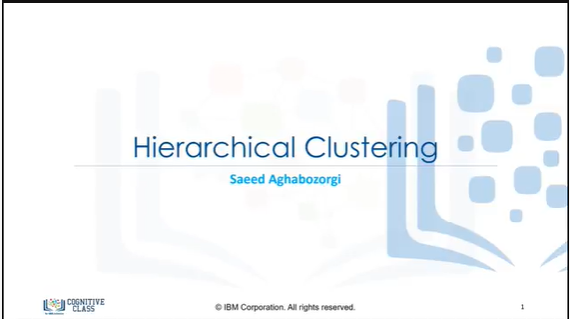 Hierarchical Clustering
Saeed Aghabozorgi
COGNITIVE
CLASS
© IBM Corporation. All rights reserved.
1